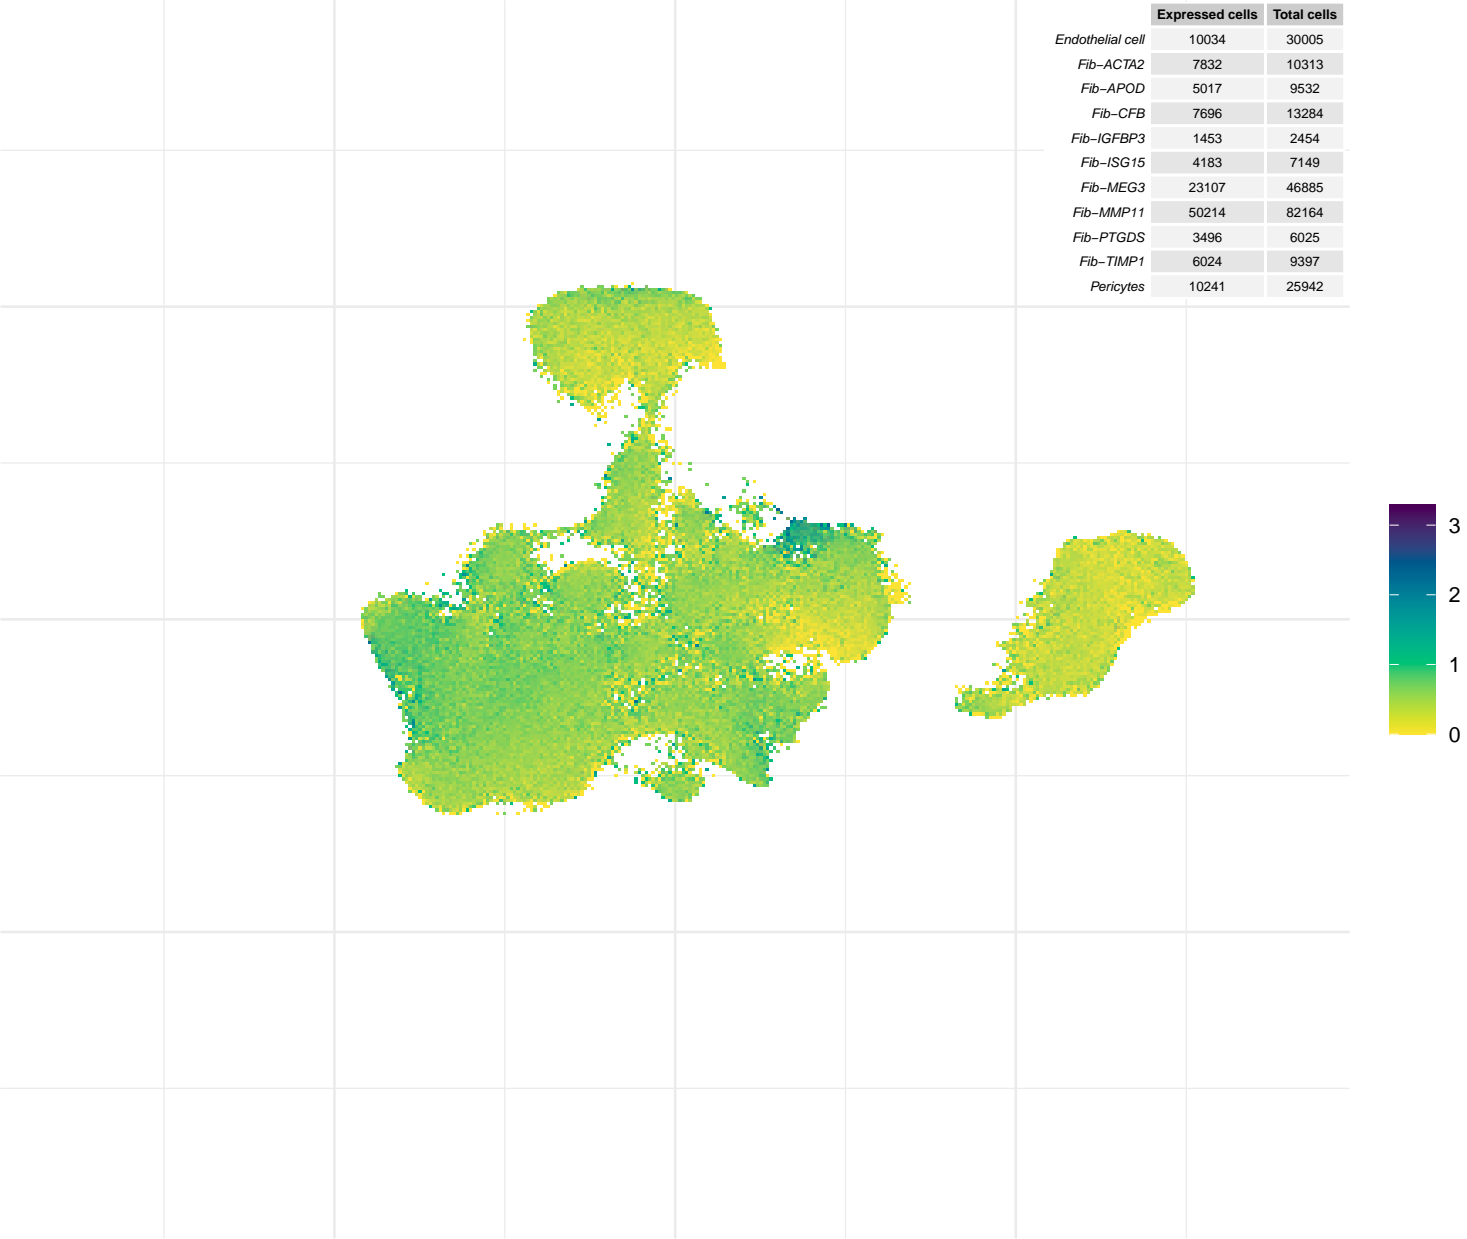 Expressed cells Total cells
Endothelial cell 10034 30005
Fib−ACTA2 7832 10313
Fib−APOD 5017 9532
Fib−CFB 7696 13284
Fib−IGFBP3 1453 2454
Fib−ISG15 4183 7149
Fib−MEG3 23107 46885
Fib−MMP11 50214 82164
Fib−PTGDS 3496 6025
Fib−TIMP1 6024 9397
Pericytes 10241 25942
3
2
1
0